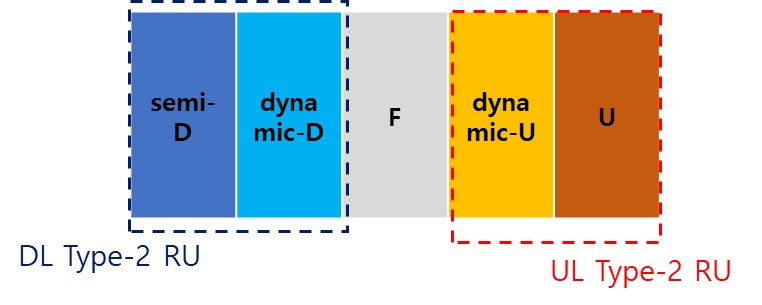 semi-
D
dyna
mic-D
F
dyna
mic-U
U
DL Type-2 RU
UL Type-2 RU